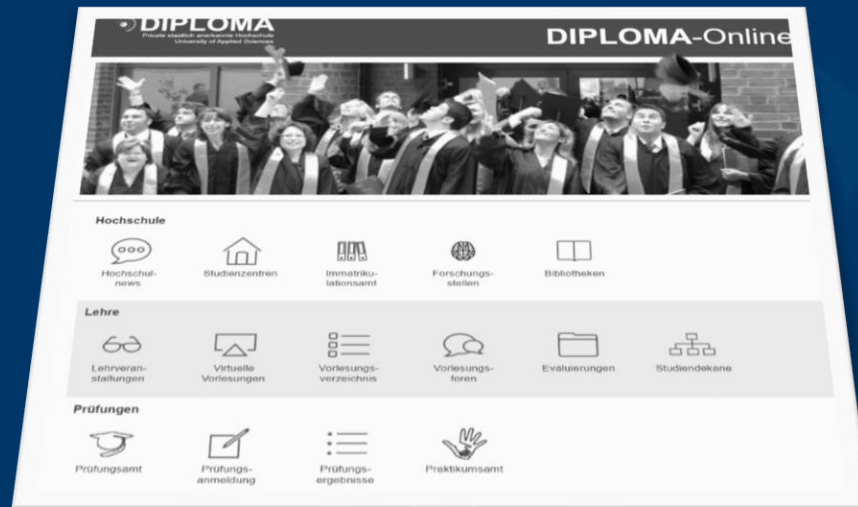 DIPLOMA
Private staatlich anerkannte Hochschule
University of Applied Sciences
DIPLOMA-Online
Hochschule
Hochschul-
news
Studienzentren
Immatriku-
lationsamt
Forschungs-
stellen
Bibliotheken
Lehre
Lehrveran-
staltungen
Virtuelle
Vorlesungen
Vorlesungs-
verzeichnis
Vorlesungs-
foren
Evaluierungen
Studiendekane
Prüfungen
Prüfungsamt
Prüfungs-
anmeldung
Prüfungs-
ergebnisse
Praktikumsamt